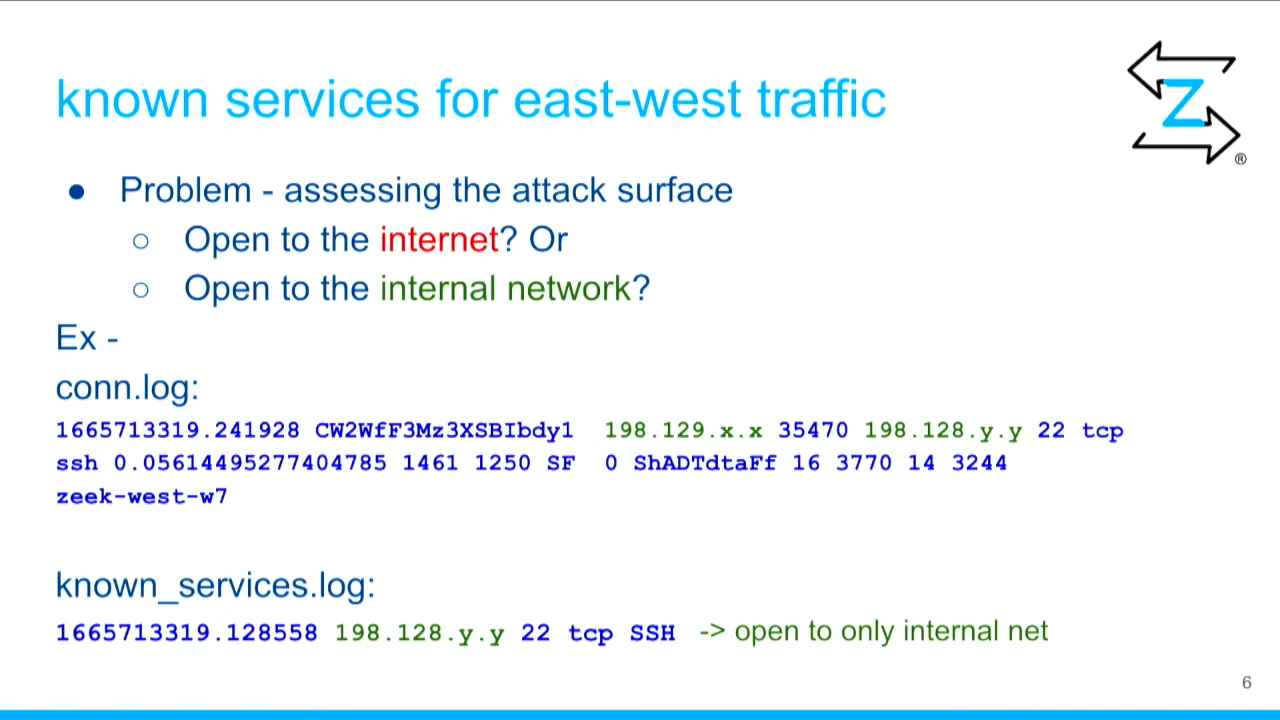 known services for east-west traffic
Z
®
● Problem - assessing the attack surface
○ Open to the internet? Or
○ Open to the internal network?
Ex -
conn.log:
1665713319.241928 CW2WfF3Mz3XSBIbdy1 198.129.x.x 35470 198.128.y.y 22 tcp
ssh 0.05614495277404785 1461 1250 SF 0 ShADTdtaFf 16 3770 14 3244
zeek-west-w7
known_services.log:
1665713319.128558 198.128.y.y 22 tcp SSH -> open to only internal net
6